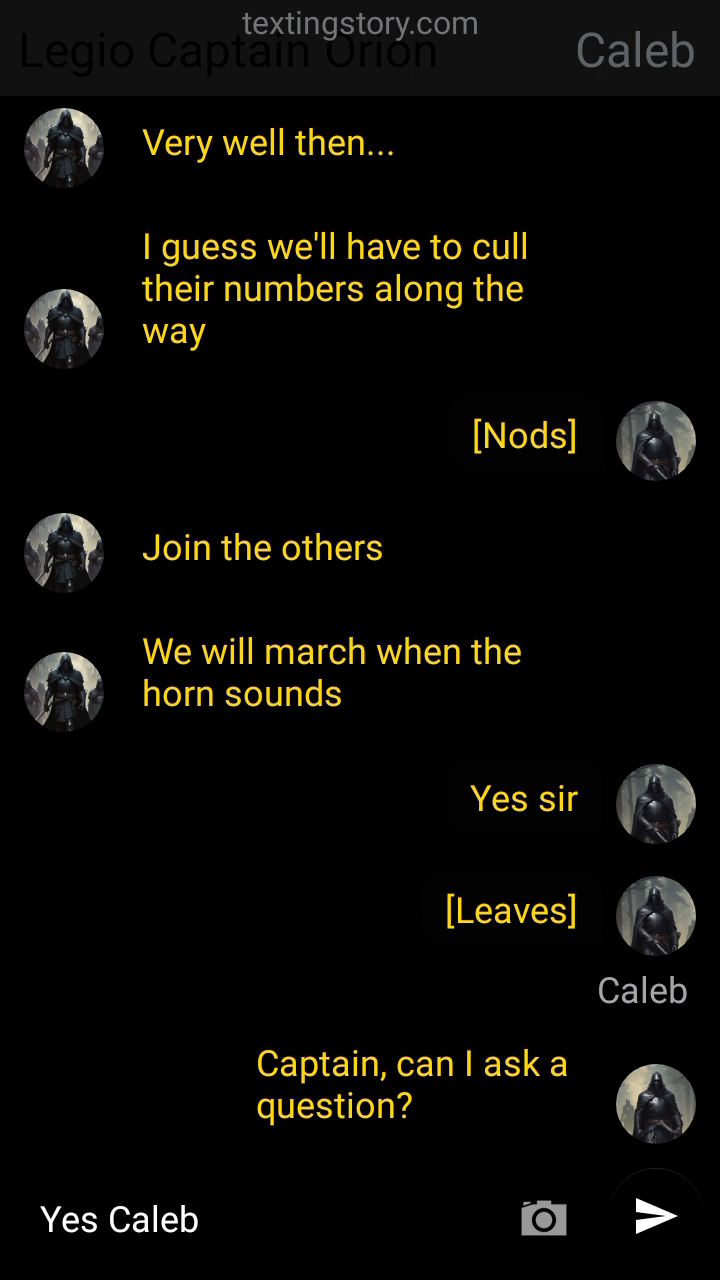 textingstory.com
Legio Captain Orion
Caleb
Very well then...
I guess we'll have to cull
their numbers along the
way
[Nods]
Join the others
We will march when the
horn sounds
Yes sir
[Leaves]
Caleb
Captain, can I ask a
question?
Yes Caleb